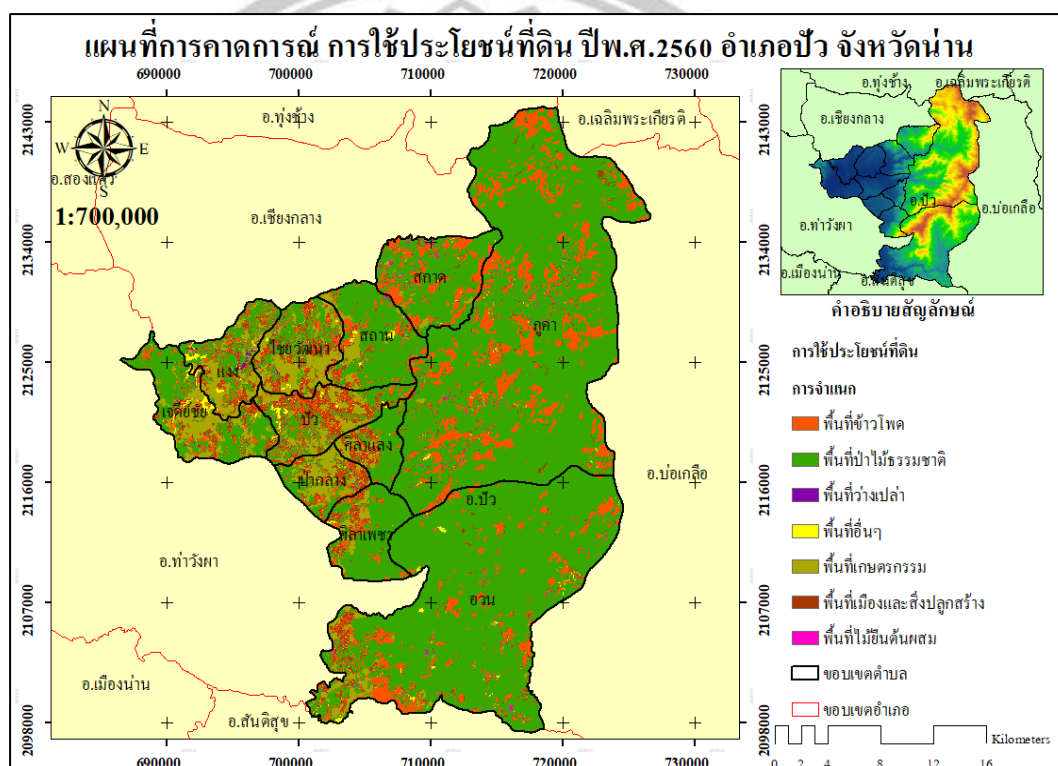 แผนที่การคาดการณ์ การใช้ประโยชน์ที่ดิน ปีพ.ศ.2560 อำเภอปัว จังหวัดน่าน
690000 700000 710000 720000 730000
2143000
2134000
2125000
2116000
2107000
2098000
N
W E
S
1:700,000
อ.ทุ่งช้าง
อ.เฉลิมพระเกียรติ
อ.สองแคว
อ.เชียงกลาง
สกาด
ภูคา
สถาน
ไชยวัฒนา
แงง
เจดีย์ชัย
ปัว
ศิลาแลง
ป่ากลาง
อ.ปัว
อ.บ่อเกลือ
ศิลาเพชร
อ.ท่าวังผา
อวน
อ.เมืองน่าน
อ.สันติสุข
690000 700000 710000 720000 730000
2143000
2134000
2125000
2116000
2107000
2098000
อ.ทุ่งช้าง
อ.เฉลิมพระเกียรติ
อ.เชียงกลาง
อ.ปัว
อ.บ่อเกลือ
อ.ท่าวังผา
อ.เมืองน่าน
อ.สันติสุข
คำอธิบายสัญลักษณ์
การใช้ประโยชน์ที่ดิน
การจำแนก
พื้นที่ข้าวโพด
พื้นที่ป่าไม้ธรรมชาติ
พื้นที่ว่างเปล่า
พื้นที่อื่นๆ
พื้นที่เกษตรกรรม
พื้นที่เมืองและสิ่งปลูกสร้าง
พื้นที่ไม้ยืนต้นผสม
ขอบเขตตำบล
ขอบเขตอำเภอ
Kilometers
0 2 4 8 12 16